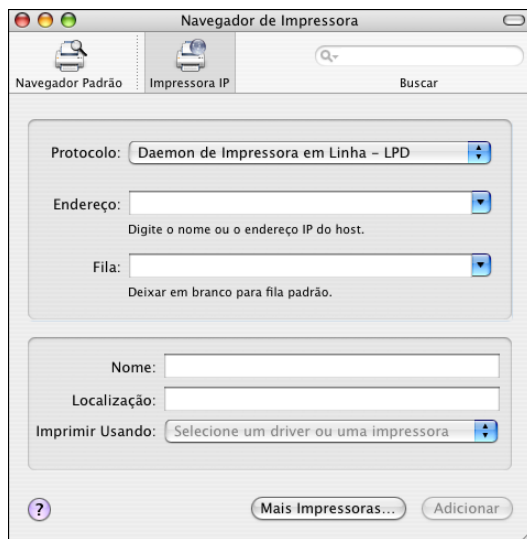 Navegador de Impressora
Navegador Padrão
Impressora IP
Buscar
Protocolo: Daemon de Impressora em Linha – LPD
Endereço:
Digite o nome ou o endereço IP do host.
Fila:
Deixar em branco para fila padrão.
Nome:
Localização:
Imprimir Usando: Selecione um driver ou uma impressora
? Mais Impressoras... Adicionar